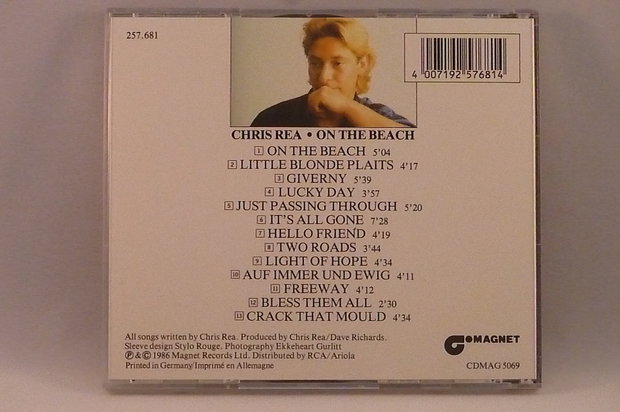 257.681
4 007192 576814
CHRIS REA • ON THE BEACH
1 ON THE BEACH 5'04
2 LITTLE BLONDE PLAITS 4'17
3 GIVERNY 5'39
4 LUCKY DAY 3'57
5 JUST PASSING THROUGH 5'20
6 IT'S ALL GONE 7'28
7 HELLO FRIEND 4'19
8 TWO ROADS 3'44
9 LIGHT OF HOPE 4'34
10 AUF IMMER UND EWIG 4'11
11 FREEWAY 4'12
12 BLESS THEM ALL 2'30
13 CRACK THAT MOULD 4'34
All songs written by Chris Rea. Produced by Chris Rea/Dave Richards.
Sleeve design Stylo Rouge. Photography Ekkeheart Gurlitt
℗&© 1986 Magnet Records Ltd. Distributed by RCA/Ariola
Printed in Germany/Imprimé en Allemagne
MAGNET
CDMAG 5069